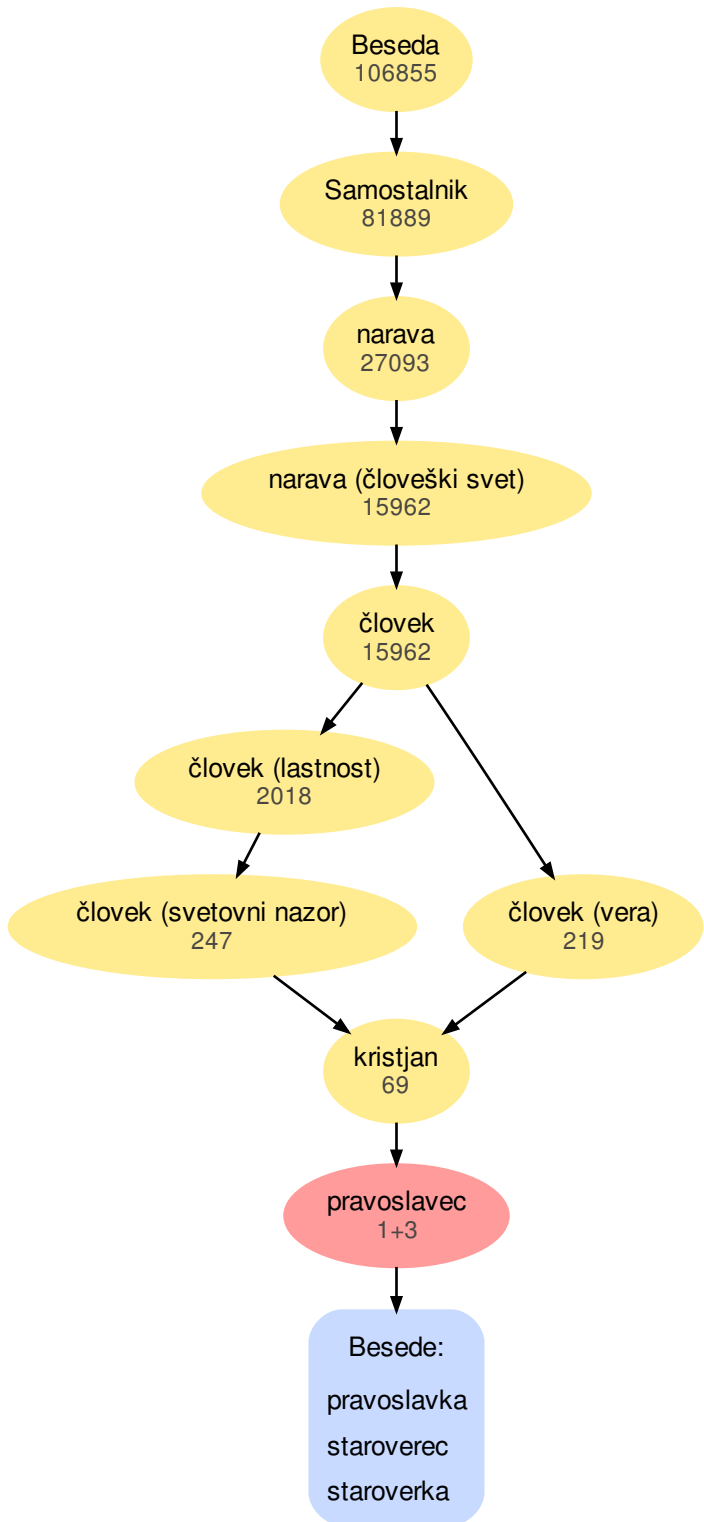 Beseda
106855
Samostalnik
81889
narava
27093
narava (človeški svet)
15962
človek
15962
človek (lastnost)
2018
človek (svetovni nazor)
247
človek (vera)
219
kristjan
69
pravoslavec
1+3
Besede:
pravoslavka
staroverec
staroverka